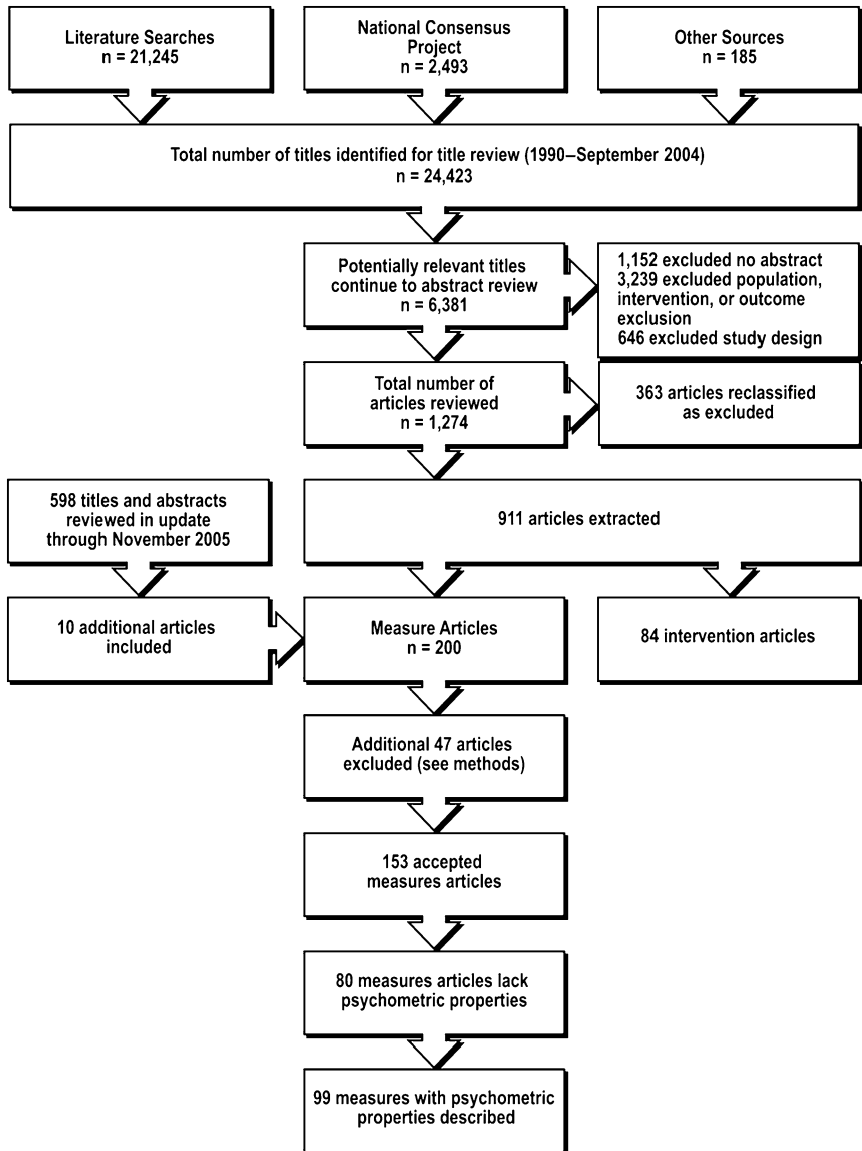 Literature Searches
n = 21,245
National Consensus
Project
n = 2,493
Other Sources
n = 185
Total number of titles identified for title review (1990–September 2004)
n = 24,423
Potentially relevant titles
continue to abstract review
n = 6,381
1,152 excluded no abstract
3,239 excluded population,
intervention, or outcome
exclusion
646 excluded study design
Total number of
articles reviewed
n = 1,274
363 articles reclassified
as excluded
598 titles and abstracts
reviewed in update
through November 2005
911 articles extracted
10 additional articles
included
Measure Articles
n = 200
84 intervention articles
Additional 47 articles
excluded (see methods)
153 accepted
measures articles
80 measures articles lack
psychometric properties
99 measures with psychometric
properties described